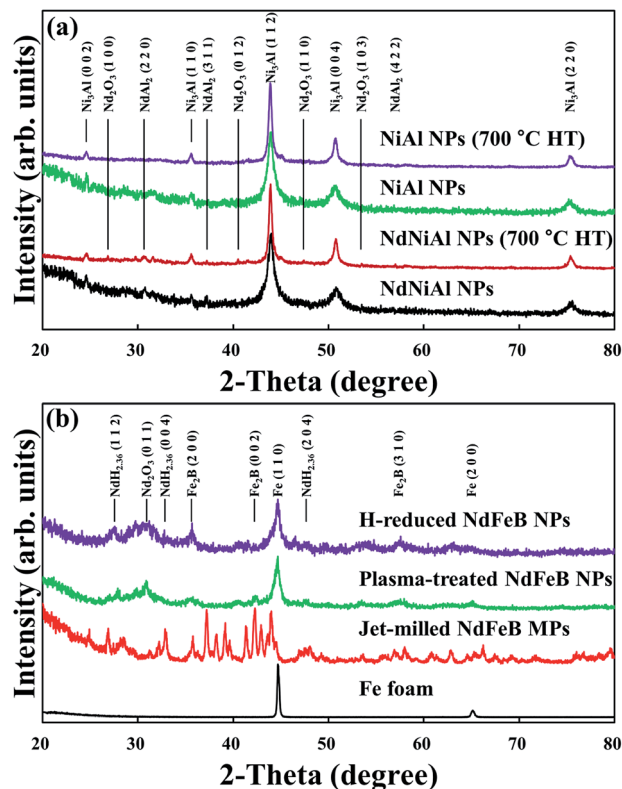 (a)
Ni₃Al (0 0 2)
Nd₂O₃ (1 0 0)
NdAl₂ (2 2 0)
Ni₃Al (1 1 0)
NdAl₂ (3 1 1)
Nd₂O₃ (0 1 2)
Ni₃Al (1 1 2)
Nd₂O₃ (1 1 0)
Ni₃Al (0 0 4)
Nd₂O₃ (1 0 3)
NdAl₂ (4 2 2)
Ni₃Al (2 2 0)
NiAl NPs (700 °C HT)
NiAl NPs
NdNiAl NPs (700 °C HT)
NdNiAl NPs
Intensity (arb. units)
20 30 40 50 60 70 80
2-Theta (degree)
(b)
NdH₂.₃₆ (1 1 2)
Nd₂O₃ (0 1 1)
NdH₂.₃₆ (0 0 4)
Fe₂B (2 0 0)
Fe₂B (0 0 2)
Fe (1 1 0)
NdH₂.₃₆ (2 0 4)
Fe₂B (3 1 0)
Fe (2 0 0)
H-reduced NdFeB NPs
Plasma-treated NdFeB NPs
Jet-milled NdFeB MPs
Fe foam
Intensity (arb. units)
20 30 40 50 60 70 80
2-Theta (degree)